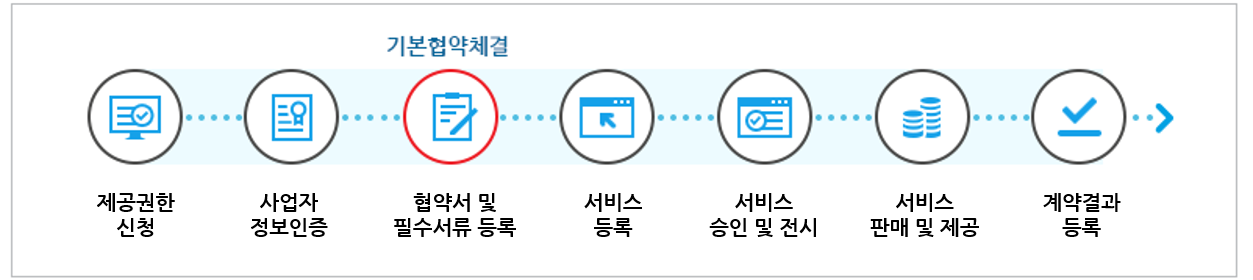 기본협약체결
제공권한
신청
사업자
정보인증
협약서 및
필수서류 등록
서비스
등록
서비스
승인 및 전시
서비스
판매 및 제공
계약결과
등록